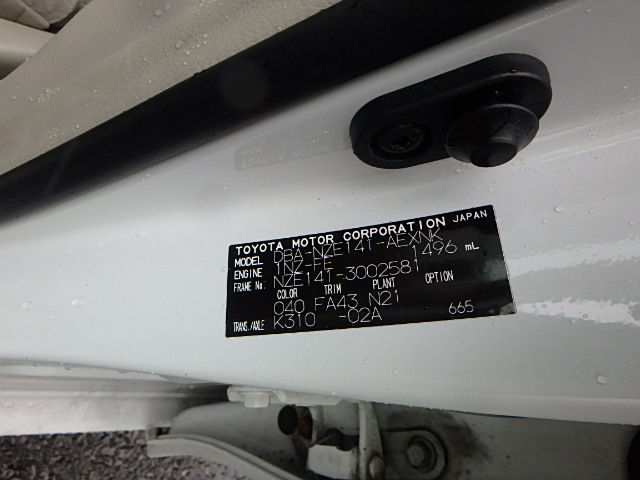 TOYOTA MOTOR CORPORATION JAPAN
MODEL DBA-NZE141-AEXNK
ENGINE 1NZ-FE 1496 mL
FRAME No. NZE141-3002581
COLOR TRIM PLANT OPTION
040 FA43 N21
TRANS./AXLE K310 -02A 665